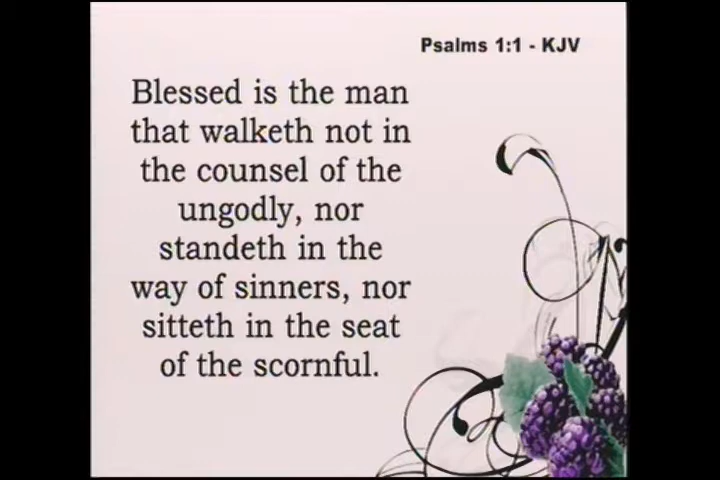 Psalms 1:1 - KJV
Blessed is the man
that walketh not in
the counsel of the
ungodly, nor
standeth in the
way of sinners, nor
sitteth in the seat
of the scornful.